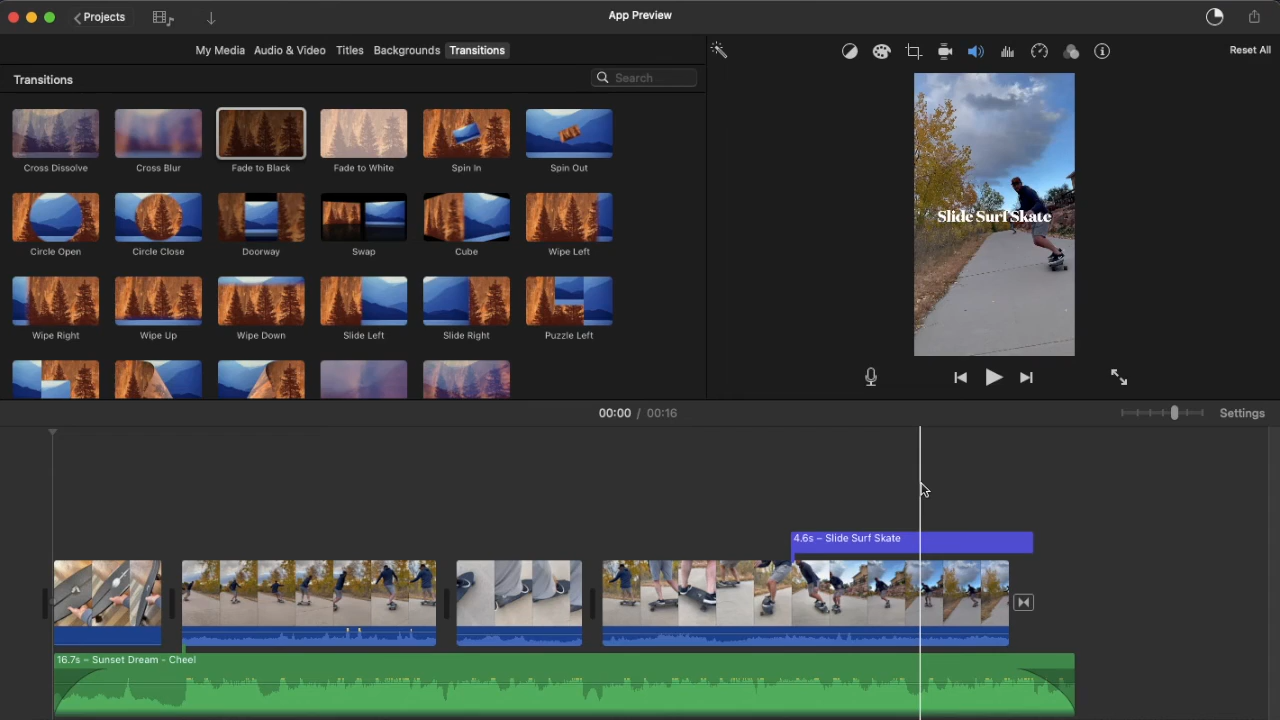 Projects
App Preview
My Media Audio & Video Titles Backgrounds Transitions
Reset All
Transitions
Search
Cross Dissolve Cross Blur Fade to Black Fade to White Spin In Spin Out
Circle Open Circle Close Doorway Swap Cube Wipe Left
Slide Surf Skate
Wipe Right Wipe Up Wipe Down Slide Left Slide Right Puzzle Left
00:00 / 00:16
Settings
4.6s – Slide Surf Skate
16.7s – Sunset Dream - Cheel